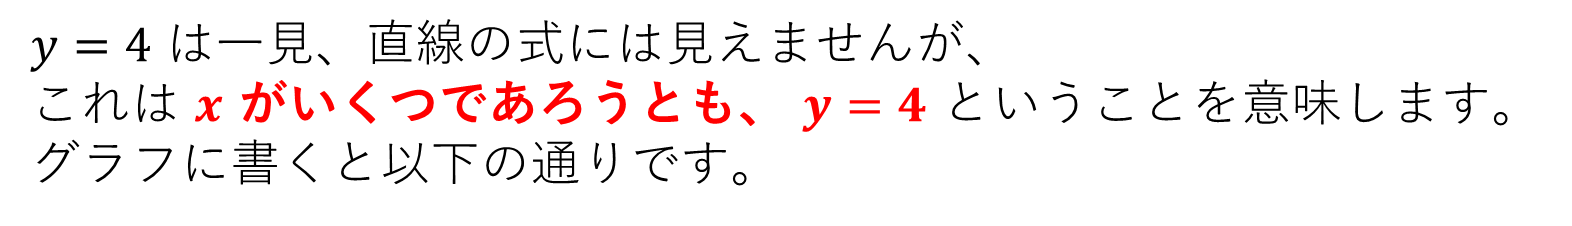 y = 4 は一見、直線の式には見えませんが、
これは x がいくつであろうとも、 y = 4 ということを意味します。
グラフに書くと以下の通りです。